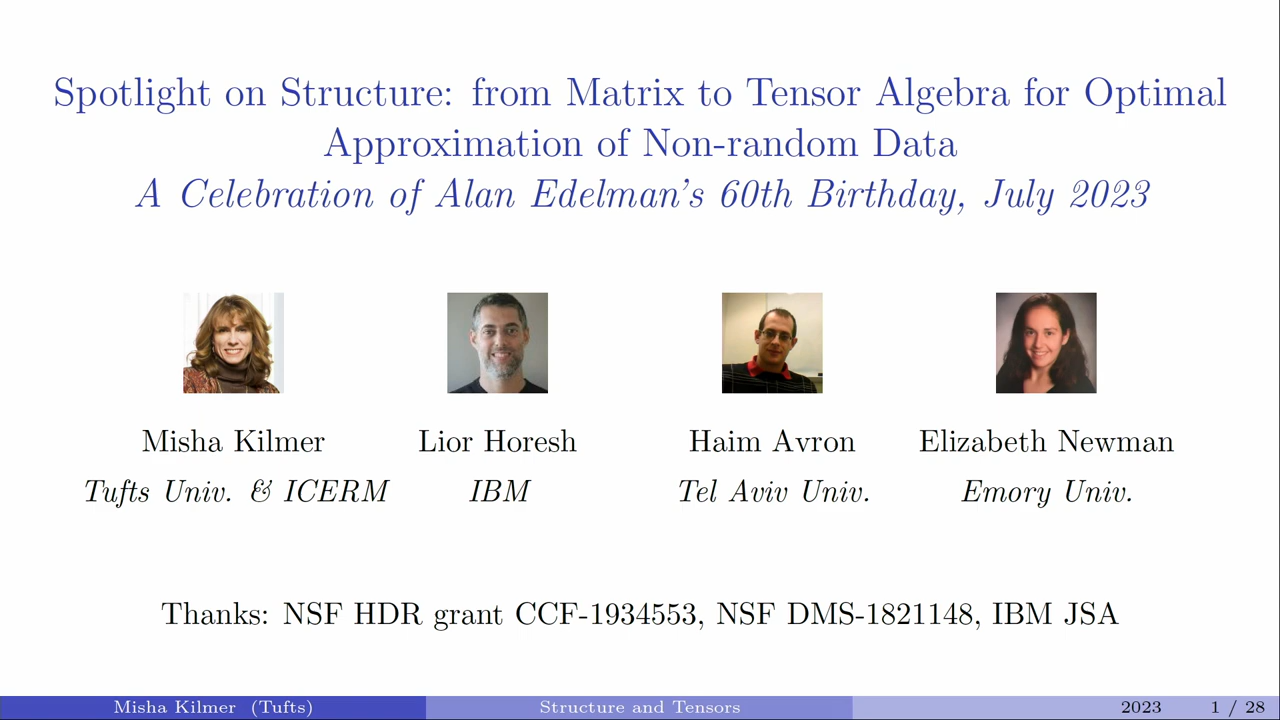 Spotlight on Structure: from Matrix to Tensor Algebra for Optimal
Approximation of Non-random Data
A Celebration of Alan Edelman's 60th Birthday, July 2023
Misha Kilmer Lior Horesh Haim Avron Elizabeth Newman
Tufts Univ. & ICERM IBM Tel Aviv Univ. Emory Univ.
Thanks: NSF HDR grant CCF-1934553, NSF DMS-1821148, IBM JSA
Misha Kilmer (Tufts) Structure and Tensors 2023 1 / 28